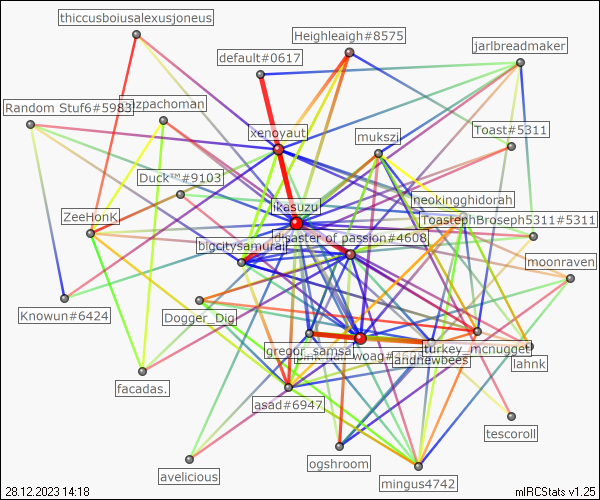 thiccusboiusalexusjoneus
Heighleaigh#8575
default#0617
jarlbreadmaker
Random Stuf6#5983
zpachoman
xenoyaut
mukszi
Toast#5311
Duck™#9103
ikasuzu
neokingghidorah
ZeeHonK
ToastephBroseph5311#5311
disaster of passion#4608
bigcitysamurai
moonraven
Knowun#6424
Dogger_Dig
gregor_samsa
woag#
turkey_mcnugget
andrewbees
lahnk
facadas.
asad#6947
tescoroll
avelicious
ogshroom
mingus4742
28.12.2023 14:18
mIRCStats v1.25